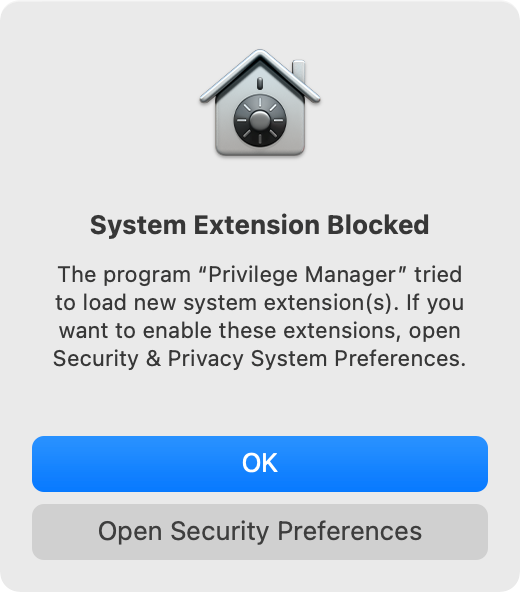 System Extension Blocked
The program “Privilege Manager” tried
to load new system extension(s). If you
want to enable these extensions, open
Security & Privacy System Preferences.
OK
Open Security Preferences